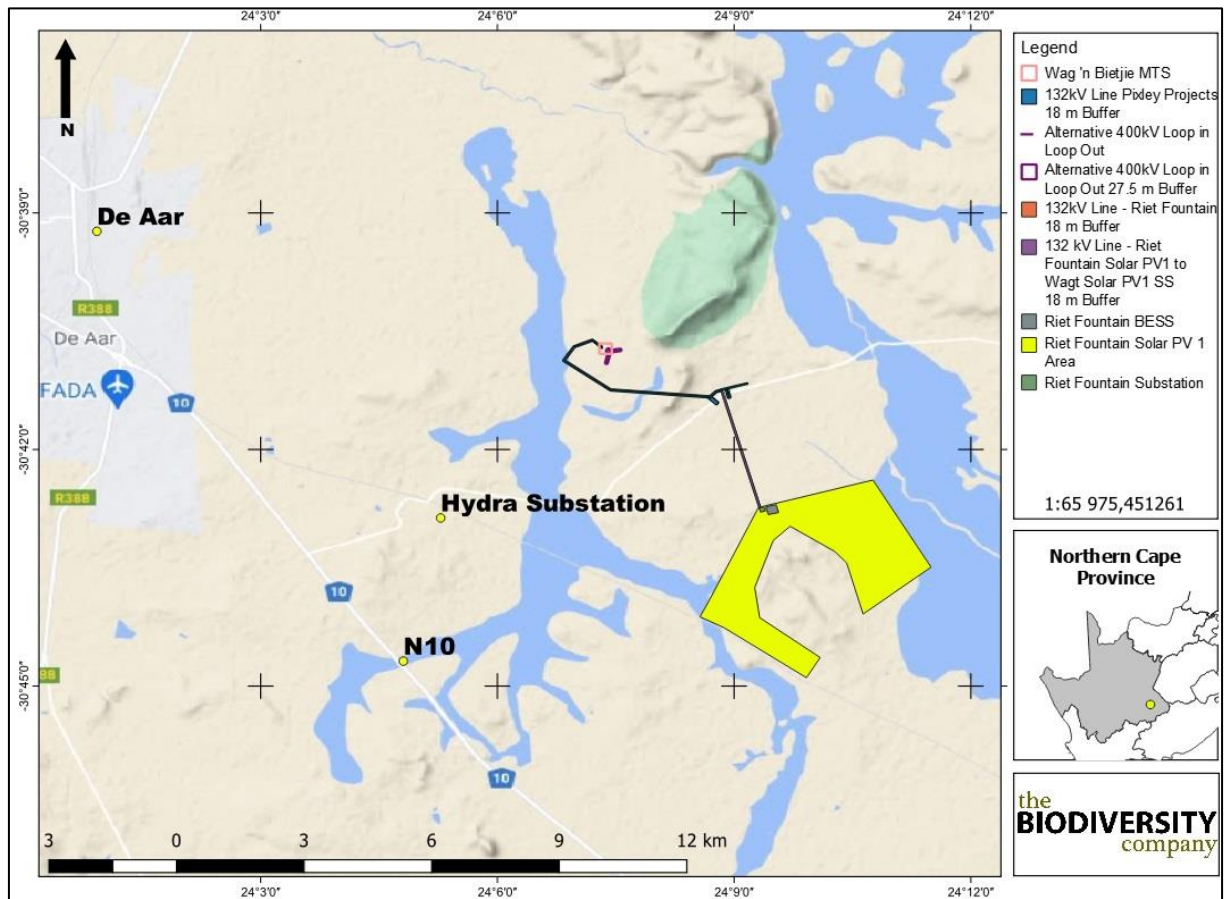 24°3'0"
24°6'0"
24°9'0"
24°12'0"
N
-30°39'0"
-30°42'0"
-30°45'0"
De Aar
R388
De Aar
FADA
10
R388
Hydra Substation
10
N10
88
10
3 0 3 6 9 12 km
24°3'0"
24°6'0"
24°9'0"
24°12'0"
Legend
Wag 'n Bietjie MTS
132kV Line Pixley Projects
18 m Buffer
Alternative 400kV Loop in
Loop Out
Alternative 400kV Loop in
Loop Out 27.5 m Buffer
132kV Line - Riet Fountain
18 m Buffer
132 kV Line - Riet
Fountain Solar PV1 to
Wagt Solar PV1 SS
18 m Buffer
Riet Fountain BESS
Riet Fountain Solar PV 1
Area
Riet Fountain Substation
1:65 975,451261
Northern Cape
Province
the
BIODIVERSITY
company